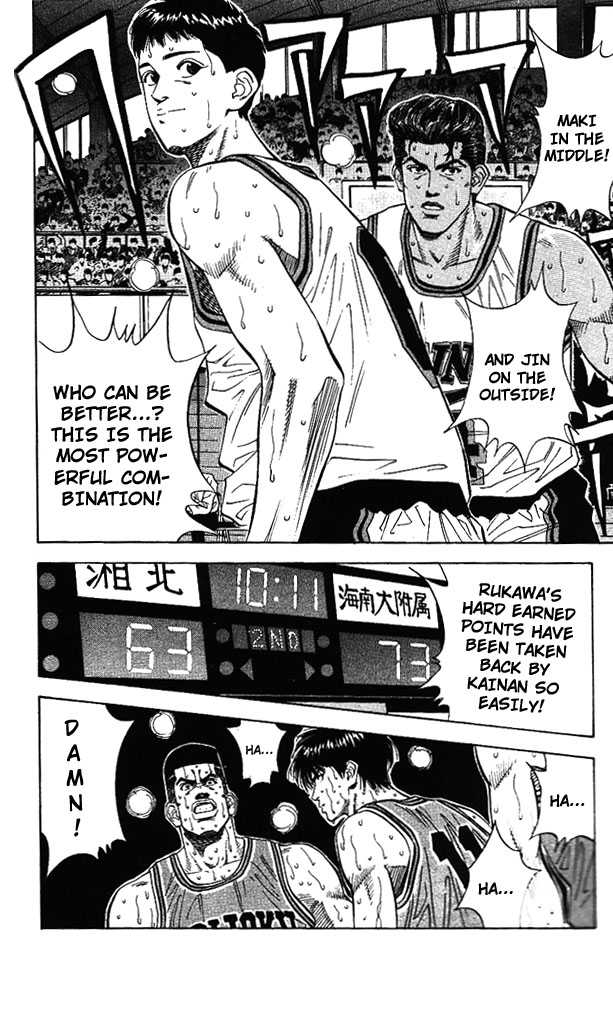 MAKI
IN THE
MIDDLE!
AND JIN
ON THE
OUTSIDE!
WHO CAN BE
BETTER...?
THIS IS THE
MOST POW-
ERFUL COM-
BINATION!
湘北
10:11
海南大附属
63
2ND
73
RUKAWA'S
HARD EARNED
POINTS HAVE
BEEN TAKEN
BACK BY
KAINAN SO
EASILY!
DAMN!
HA...
HA...
HA...
11